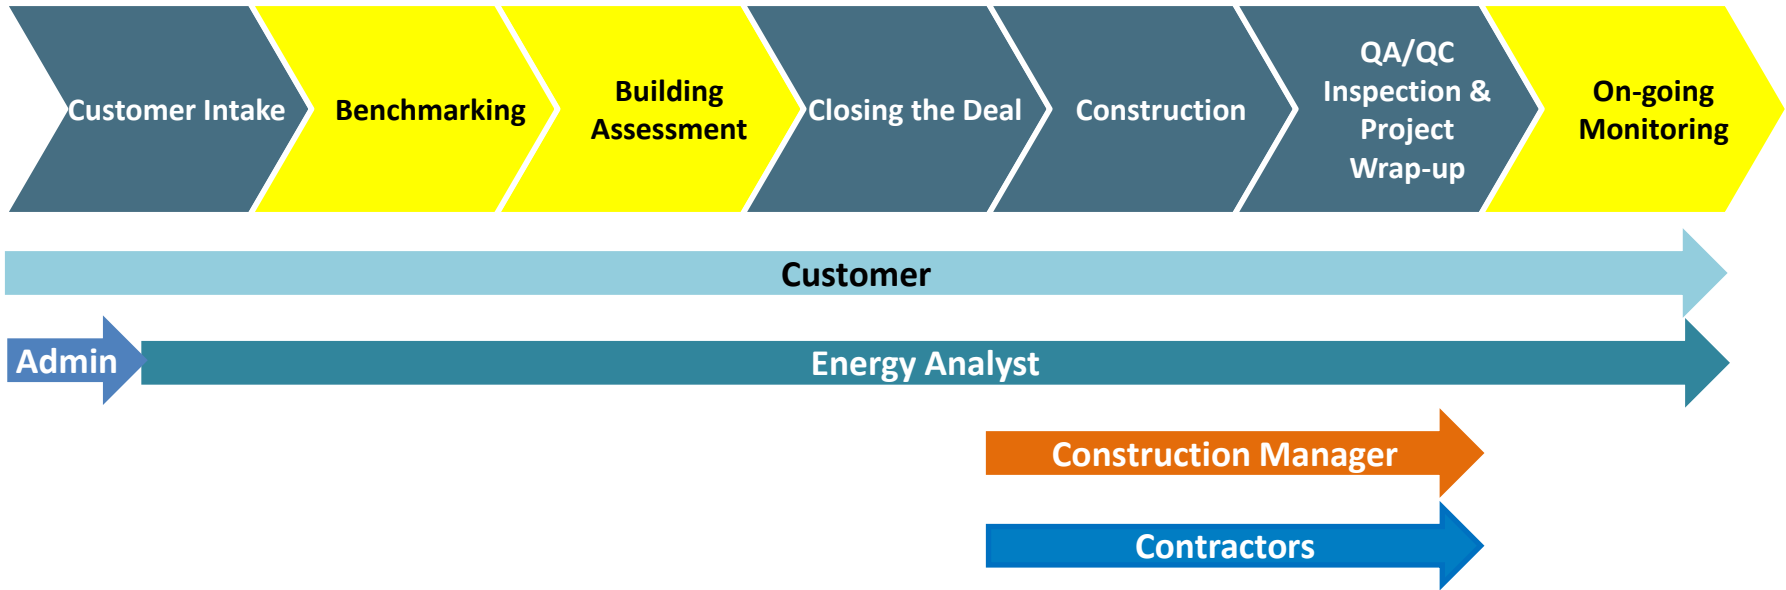 Customer Intake
Benchmarking
Building
Assessment
Closing the Deal
Construction
QA/QC
Inspection &
Project
Wrap-up
On-going
Monitoring
Customer
Admin
Energy Analyst
Construction Manager
Contractors